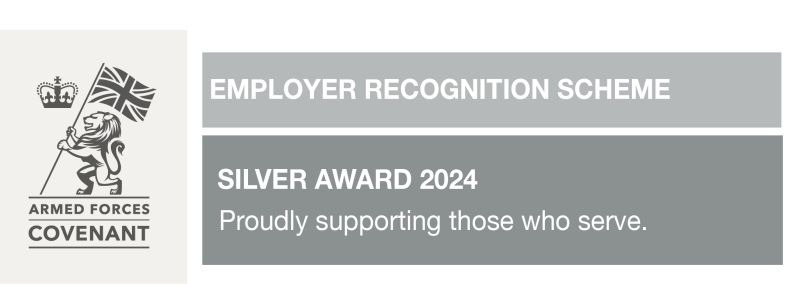 ARMED FORCES
COVENANT
EMPLOYER RECOGNITION SCHEME
SILVER AWARD 2024
Proudly supporting those who serve.